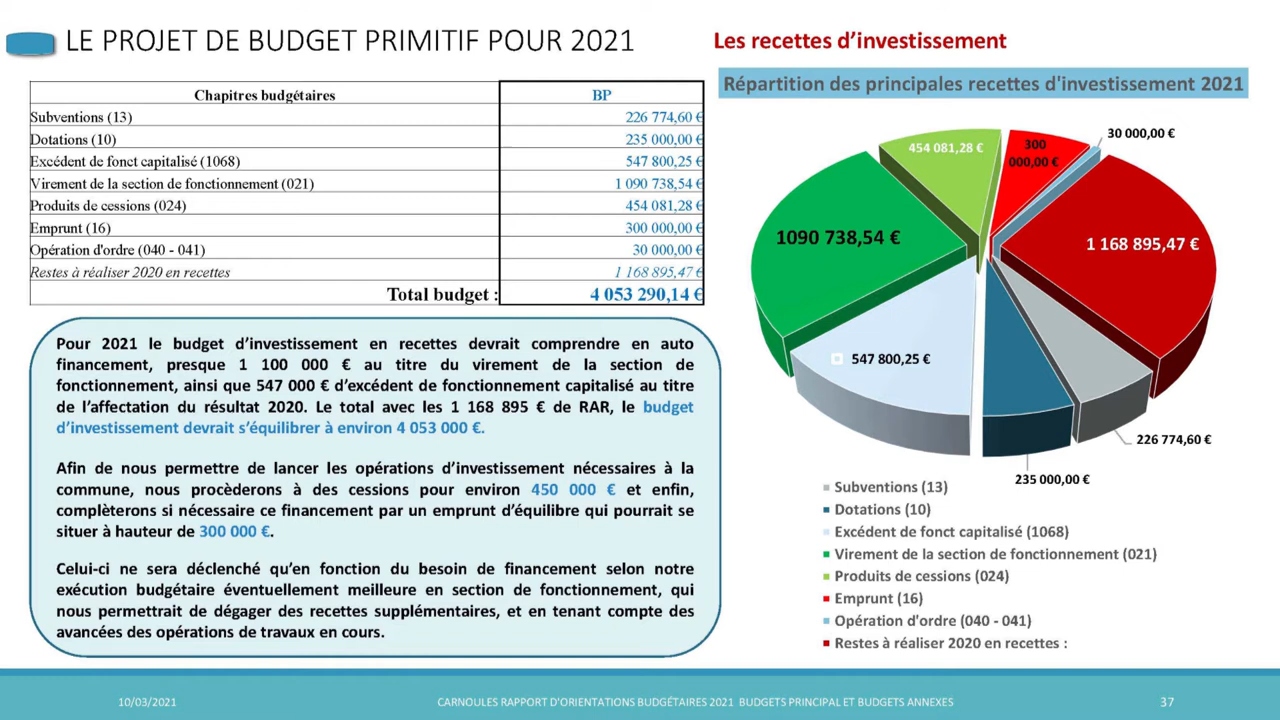 LE PROJET DE BUDGET PRIMITIF POUR 2021
Chapitres budgétaires BP
Subventions (13) 226 774,60 €
Dotations (10) 235 000,00 €
Excédent de fonct capitalisé (1068) 547 800,25 €
Virement de la section de fonctionnement (021) 1 090 738,54 €
Produits de cessions (024) 454 081,28 €
Emprunt (16) 300 000,00 €
Opération d'ordre (040 - 041) 30 000,00 €
Restes à réaliser 2020 en recettes 1 168 895,47 €
Total budget : 4 053 290,14 €
Pour 2021 le budget d’investissement en recettes devrait comprendre en auto
financement, presque 1 100 000 € au titre du virement de la section de
fonctionnement, ainsi que 547 000 € d’excédent de fonctionnement capitalisé au titre
de l’affectation du résultat 2020. Le total avec les 1 168 895 € de RAR, le budget
d’investissement devrait s’équilibrer à environ 4 053 000 €.
Afin de nous permettre de lancer les opérations d’investissement nécessaires à la
commune, nous procèderons à des cessions pour environ 450 000 € et enfin,
complèterons si nécessaire ce financement par un emprunt d’équilibre qui pourrait se
situer à hauteur de 300 000 €.
Celui-ci ne sera déclenché qu’en fonction du besoin de financement selon notre
exécution budgétaire éventuellement meilleure en section de fonctionnement, qui
nous permettrait de dégager des recettes supplémentaires, et en tenant compte des
avancées des opérations de travaux en cours.
Les recettes d’investissement
Répartition des principales recettes d'investissement 2021
30 000,00 €
454 081,28 €
300
000,00 €
1090 738,54 €
1 168 895,47 €
547 800,25 €
226 774,60 €
235 000,00 €
Subventions (13)
Dotations (10)
Excédent de fonct capitalisé (1068)
Virement de la section de fonctionnement (021)
Produits de cessions (024)
Emprunt (16)
Opération d'ordre (040 - 041)
Restes à réaliser 2020 en recettes :
10/03/2021 CARNOULES RAPPORT D'ORIENTATIONS BUDGÉTAIRES 2021 BUDGETS PRINCIPAL ET BUDGETS ANNEXES 37